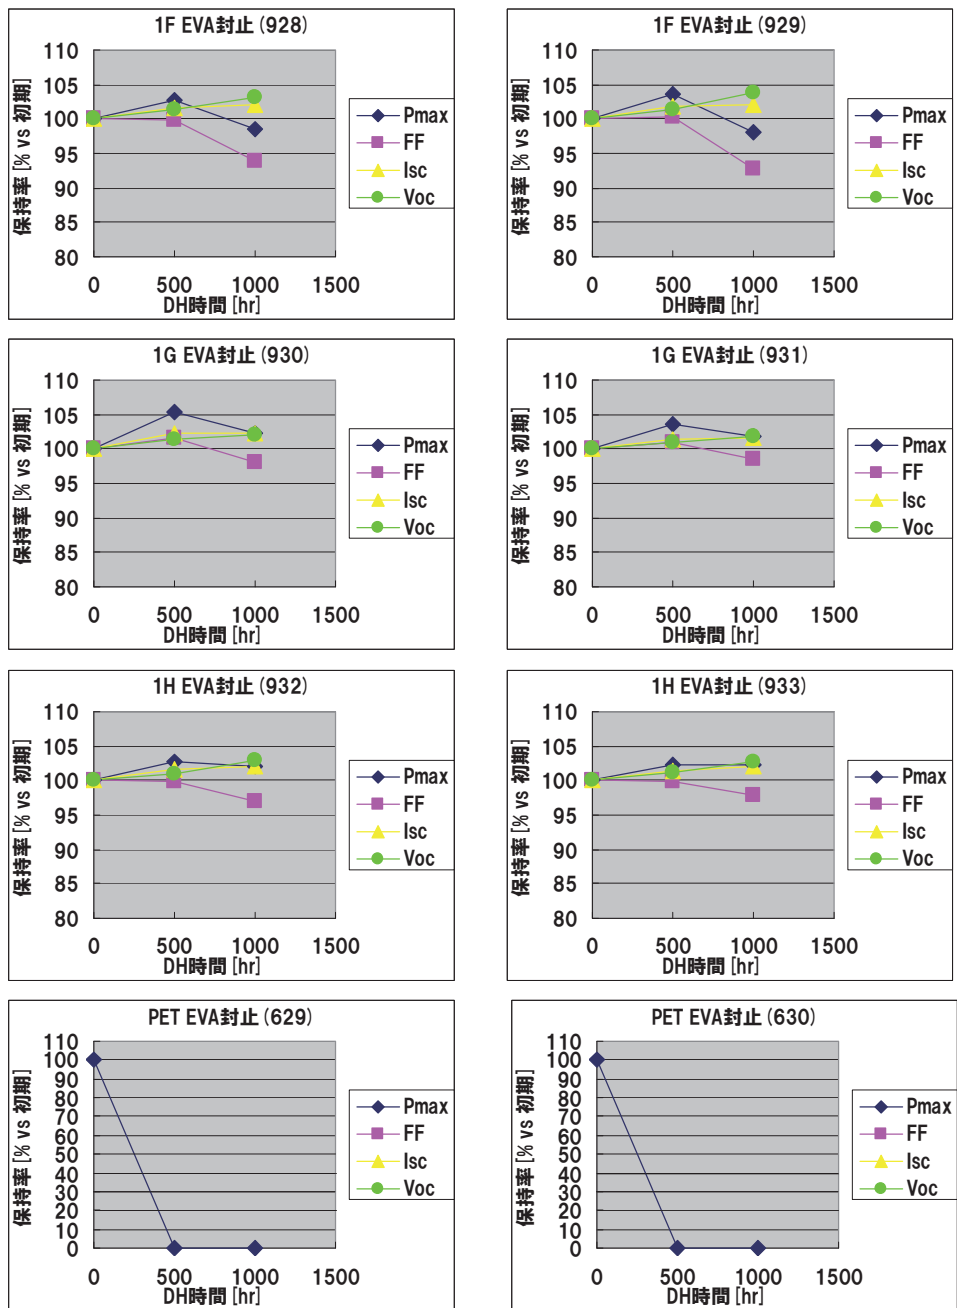 1F EVA封止(928)
保持率[% vs 初期]
110
105
100
95
90
85
80
0 500 1000 1500
DH時間 [hr]
Pmax
FF
Isc
Voc
1F EVA封止(929)
保持率[% vs 初期]
110
105
100
95
90
85
80
0 500 1000 1500
DH時間 [hr]
Pmax
FF
Isc
Voc
1G EVA封止(930)
保持率[% vs 初期]
110
105
100
95
90
85
80
0 500 1000 1500
DH時間 [hr]
Pmax
FF
Isc
Voc
1G EVA封止(931)
保持率[% vs 初期]
110
105
100
95
90
85
80
0 500 1000 1500
DH時間 [hr]
Pmax
FF
Isc
Voc
1H EVA封止(932)
保持率[% vs 初期]
110
105
100
95
90
85
80
0 500 1000 1500
DH時間 [hr]
Pmax
FF
Isc
Voc
1H EVA封止(933)
保持率[% vs 初期]
110
105
100
95
90
85
80
0 500 1000 1500
DH時間 [hr]
Pmax
FF
Isc
Voc
PET EVA封止(629)
保持率[% vs 初期]
110
100
90
80
70
60
50
40
30
20
10
0
0 500 1000 1500
DH時間 [hr]
Pmax
FF
Isc
Voc
PET EVA封止(630)
保持率[% vs 初期]
110
100
90
80
70
60
50
40
30
20
10
0
0 500 1000 1500
DH時間 [hr]
Pmax
FF
Isc
Voc